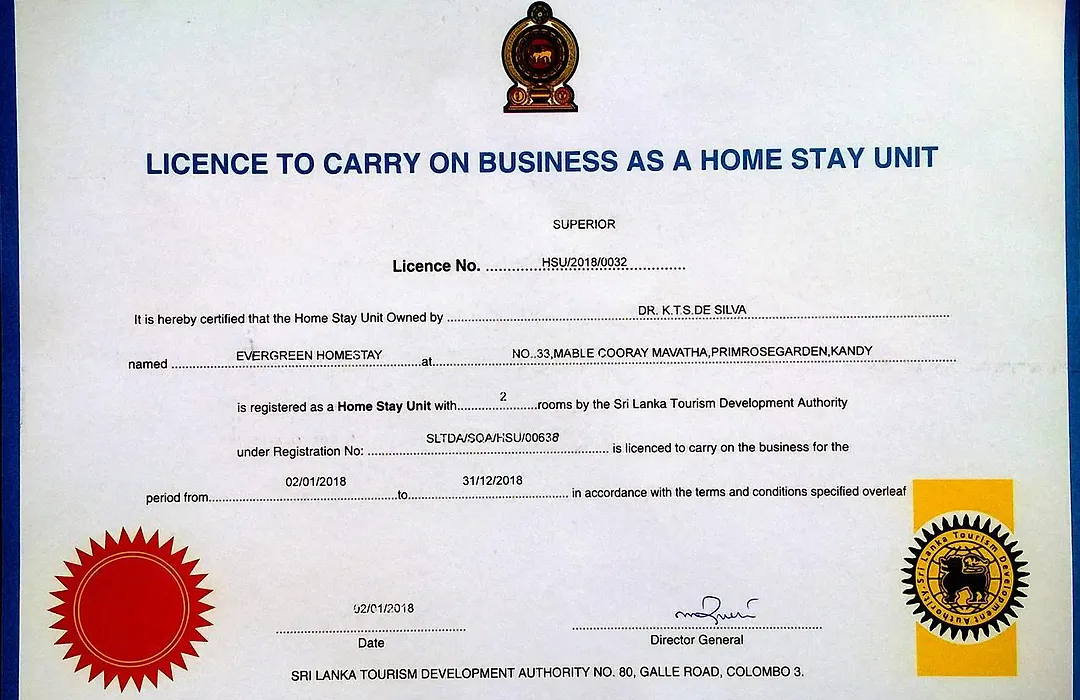 LICENCE TO CARRY ON BUSINESS AS A HOME STAY UNIT
SUPERIOR
Licence No. ..............HSU/2018/0032..............
It is hereby certified that the Home Stay Unit Owned by ..............DR. K.T.S.DE SILVA..............
named ..............EVERGREEN HOMESTAY..............at..............NO..33,MABLE COORAY MAVATHA,PRIMROSEGARDEN,KANDY..............
is registered as a Home Stay Unit with..........2..........rooms by the Sri Lanka Tourism Development Authority
under Registration No: ..............SLTDA/SQA/HSU/00638.............. is licenced to carry on the business for the
period from..............02/01/2018..............to..............31/12/2018.............. in accordance with the terms and conditions specified overleaf
Sri Lanka Tourism Development Authority
02/01/2018
Date
Director General
SRI LANKA TOURISM DEVELOPMENT AUTHORITY NO. 80, GALLE ROAD, COLOMBO 3.